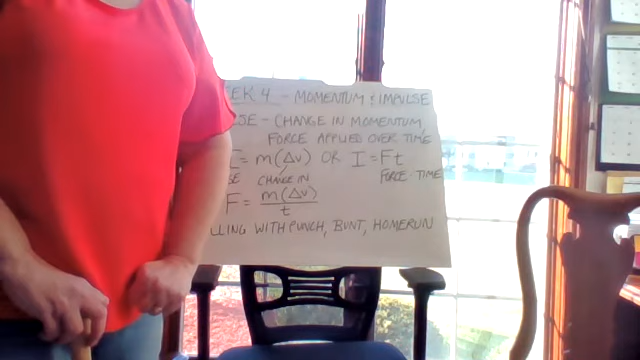 EEK 4 - MOMENTUM & IMPULSE
SE - CHANGE IN MOMENTUM,
FORCE APPLIED OVER TIME
I = m(Δv) OR I = Ft
SE CHANGE IN FORCE · TIME
F = m(Δv)/t
LLING WITH PUNCH, BUNT, HOMERUN